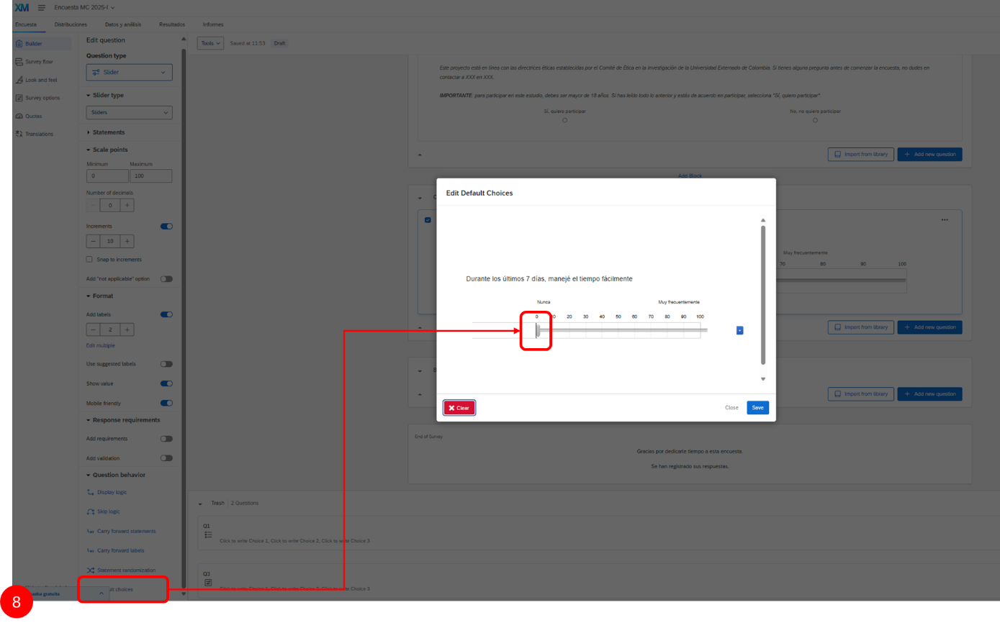 XM Encuesta MC 2025-I
Encuesta Distribuciones Datos y análisis Resultados Informes
Builder
Survey flow
Look and feel
Survey options
Quotas
Translations
Edit question
Question type
Slider
Slider type
Sliders
Statements
Scale points
Minimum Maximum
0 100
Number of decimals
− 0 +
Increments
− 10 +
Snap to increments
Add "not applicable" option
Format
Add labels
− 2 +
Edit multiple
Use suggested labels
Show value
Mobile friendly
Response requirements
Add requirements
Add validation
Question behavior
Display logic
Skip logic
Carry forward statements
Carry forward labels
Statement randomization
choices
gratuita
8
Tools Saved at 11:53 Draft
Este proyecto está en línea con las directrices éticas establecidas por el Comité de Ética en la Investigación de la Universidad Externado de Colombia. Si tienes alguna pregunta antes de comenzar la encuesta, no dudes en
contactar a XXX en XXX.
IMPORTANTE: para participar en este estudio, debes ser mayor de 18 años. Si has leído todo lo anterior y estás de acuerdo en participar, selecciona "Sí, quiero participar".
Sí, quiero participar No, no quiero participar
Import from library + Add new question
Add Block
Edit Default Choices
Durante los últimos 7 días, manejé el tiempo fácilmente
Nunca Muy frecuentemente
0 10 20 30 40 50 60 70 80 90 100
Clear Close Save
Muy frecuentemente
70 80 90 100
Import from library + Add new question
Import from library + Add new question
End of Survey
Gracias por dedicarle tiempo a esta encuesta.
Se han registrado sus respuestas.
Trash 2 Questions
Q1
Click to write Choice 1, Click to write Choice 2, Click to write Choice 3
Q3
Click to write Choice 1, Click to write Choice 2, Click to write Choice 3